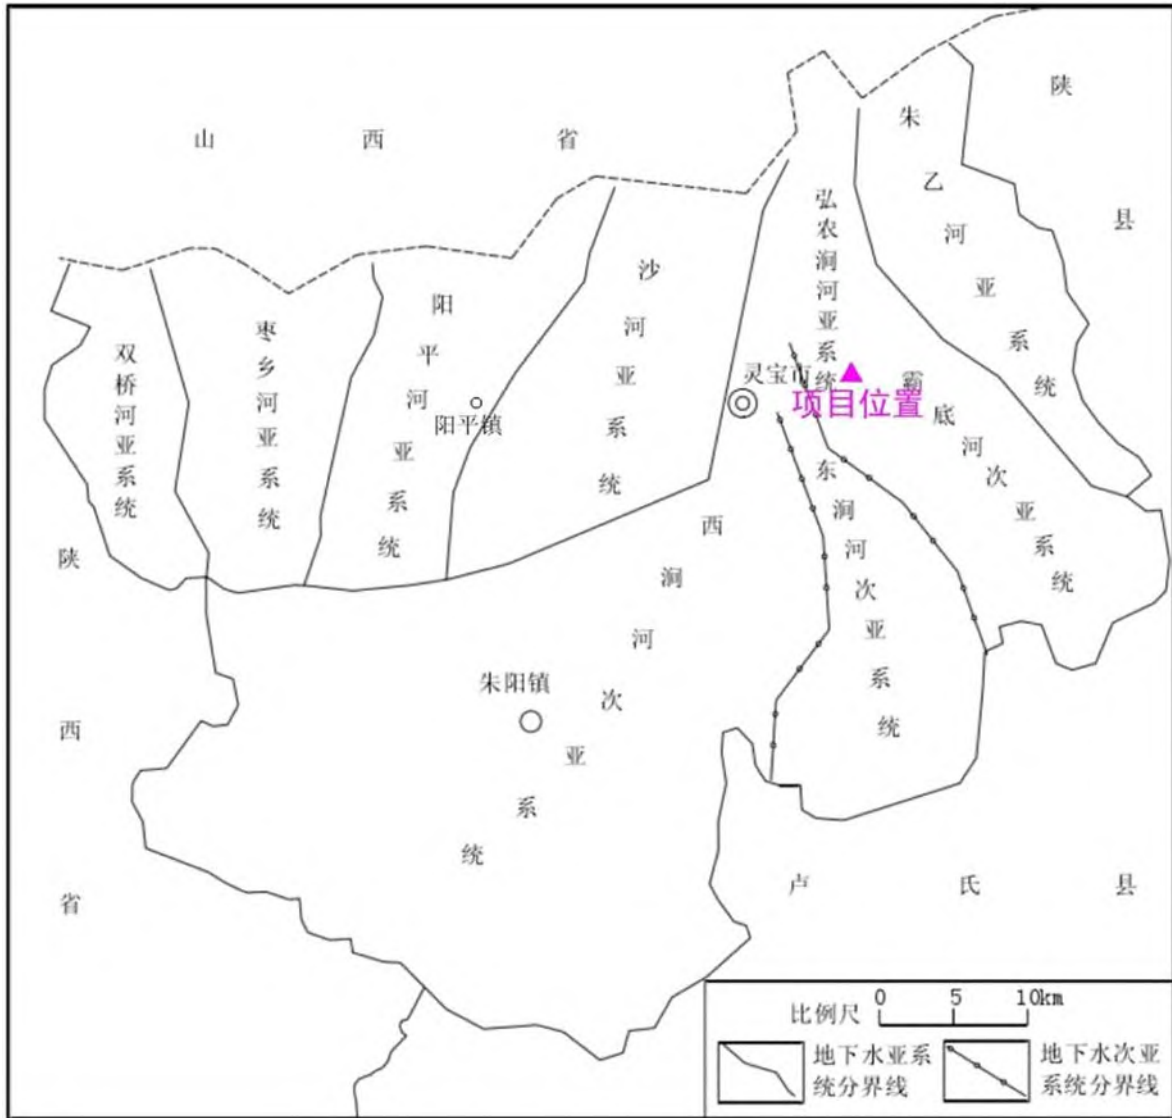 山西省
陕县
朱乙河亚系统
弘农涧河亚系统
沙河亚系统
阳平河亚系统
枣乡河亚系统
双桥河亚系统
灵宝市
项目位置
霸底河次亚系统
阳平镇
东涧河次亚系统
西涧河次亚系统
朱阳镇
陕西省
卢氏县
比例尺 0 5 10km
地下水亚系
统分界线
地下水次亚
系统分界线